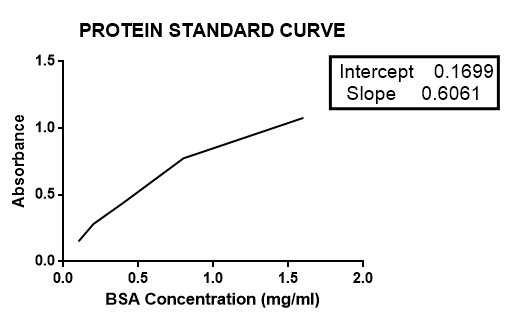 PROTEIN STANDARD CURVE
Intercept 0.1699
Slope 0.6061
1.5
1.0
0.5
0.0
Absorbance
0.0 0.5 1.0 1.5 2.0
BSA Concentration (mg/ml)